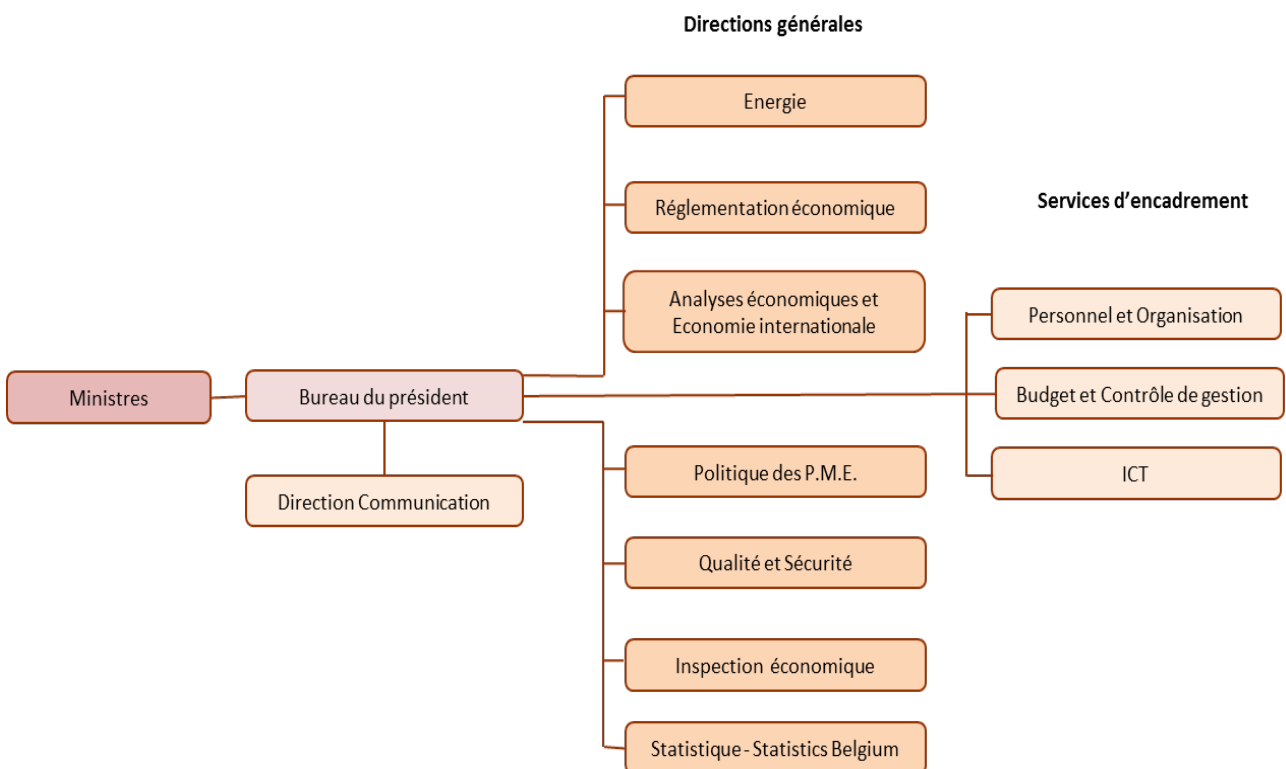 Directions générales
Energie
Réglementation économique
Services d’encadrement
Analyses économiques et
Economie internationale
Personnel et Organisation
Ministres
Bureau du président
Budget et Contrôle de gestion
Politique des P.M.E.
ICT
Direction Communication
Qualité et Sécurité
Inspection économique
Statistique - Statistics Belgium